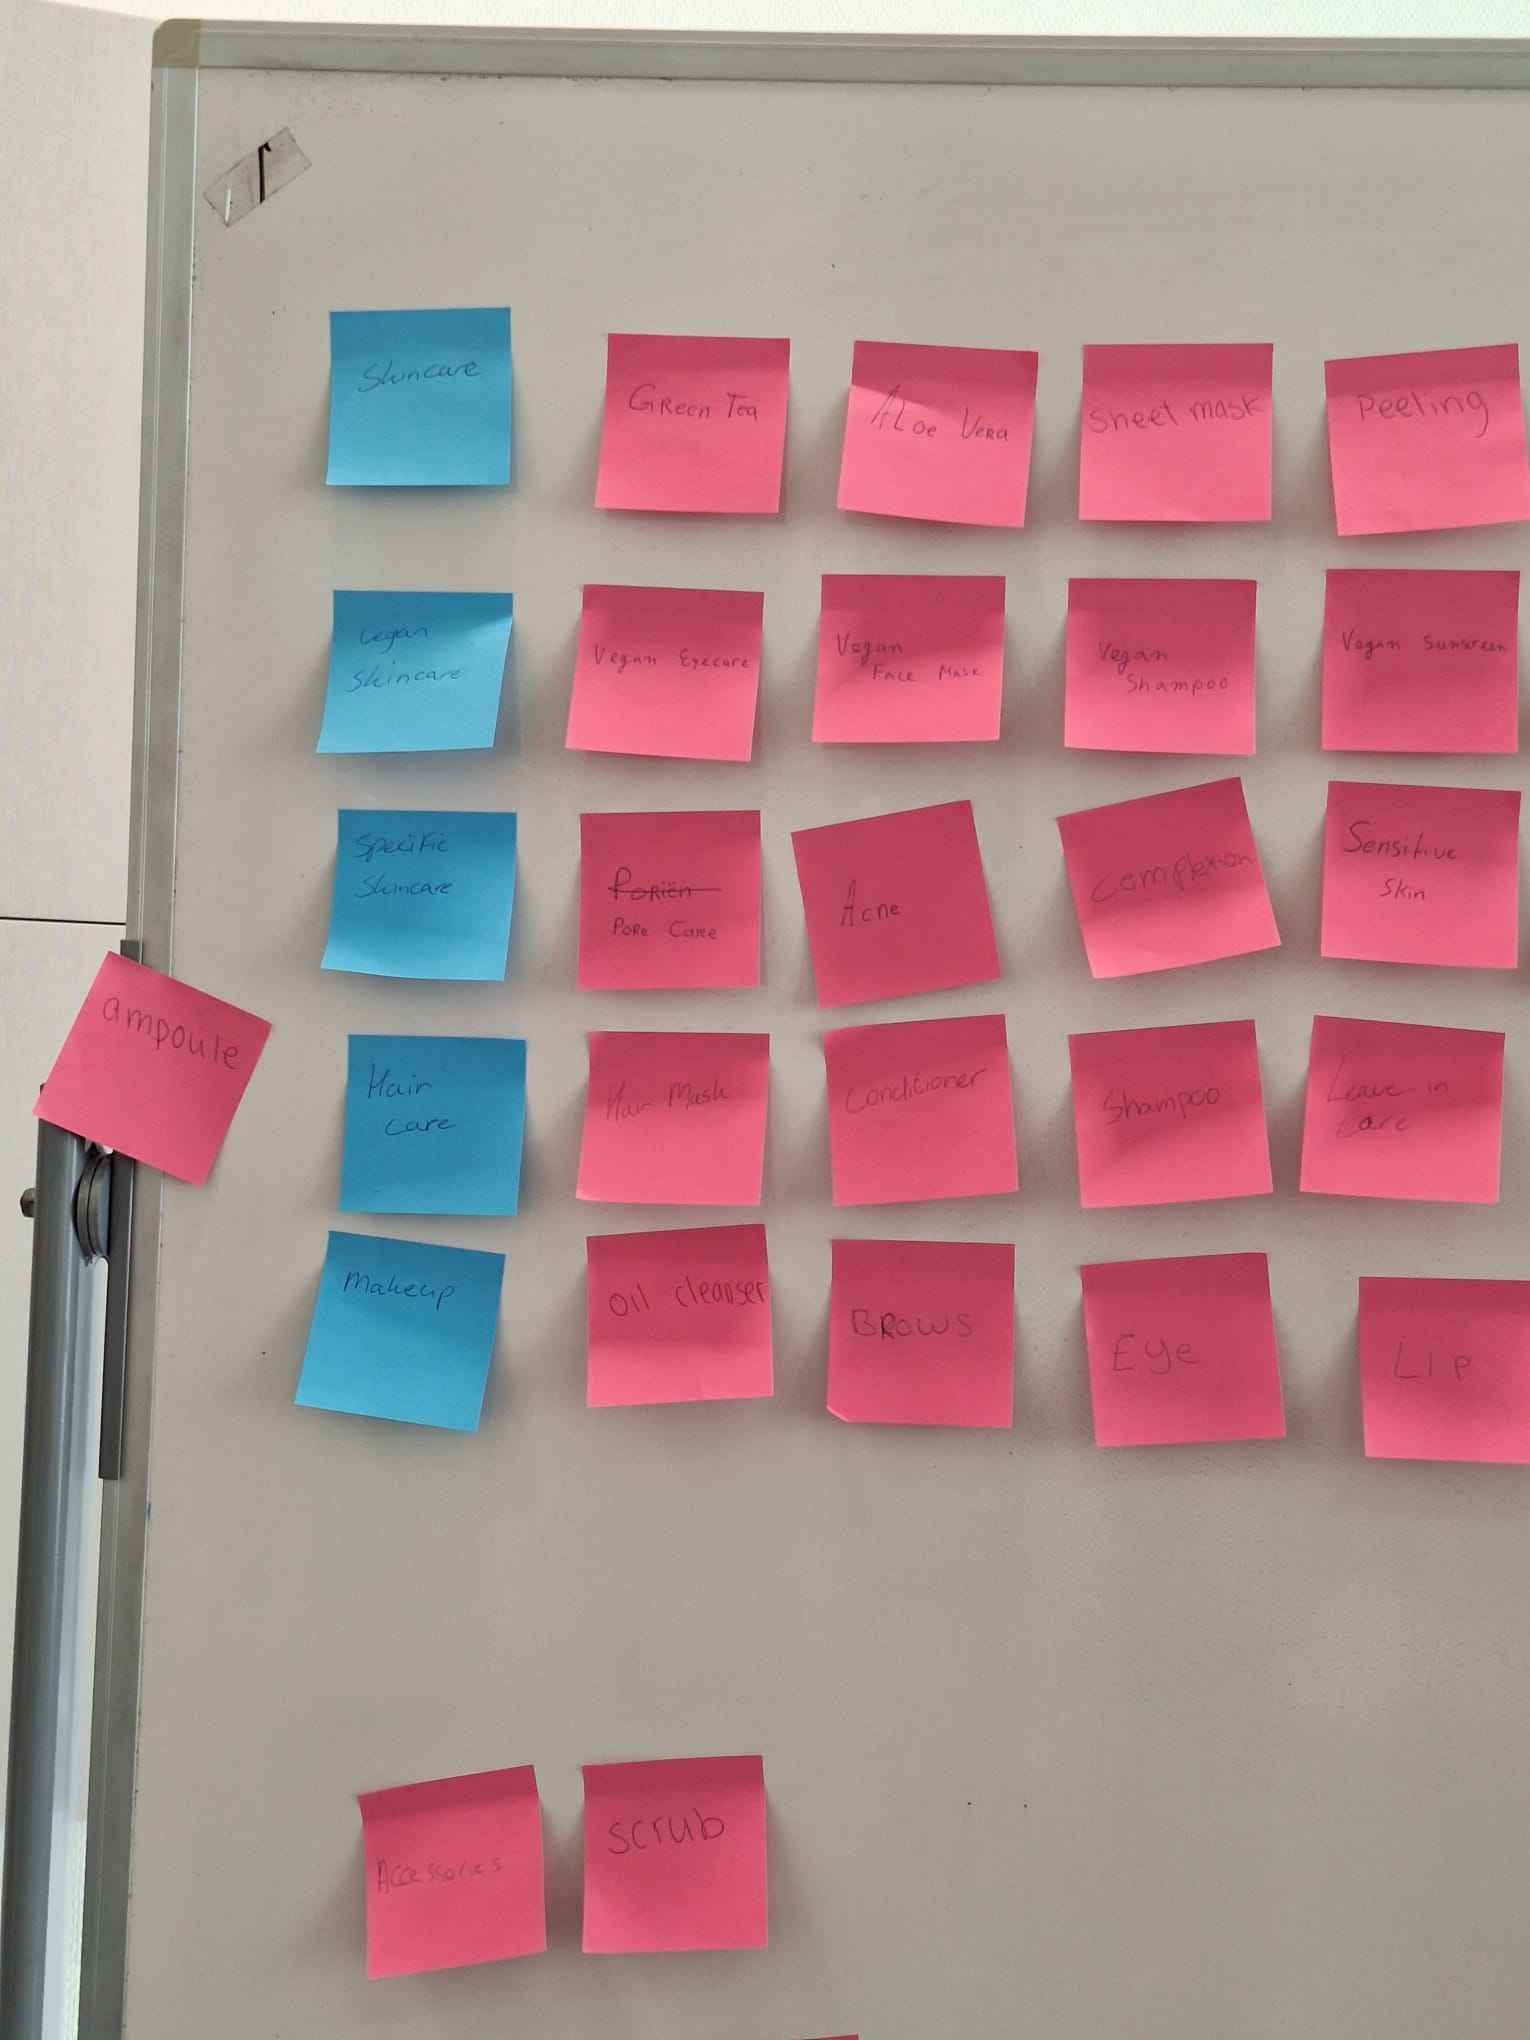 Skincare
Green Tea
Aloe Vera
sheet mask
peeling
Vegan
skincare
Vegan Eyecare
Vegan
Face Mask
Vegan
Shampoo
Vegan Sunscreen
Specific
Skincare
Poriën
Pore Care
Acne
Complexion
Sensitive
Skin
ampoule
Hair
care
Hair Mask
Conditioner
Shampoo
Leave-in
care
Makeup
oil cleanser
BROWS
Eye
Lip
Accessories
scrub